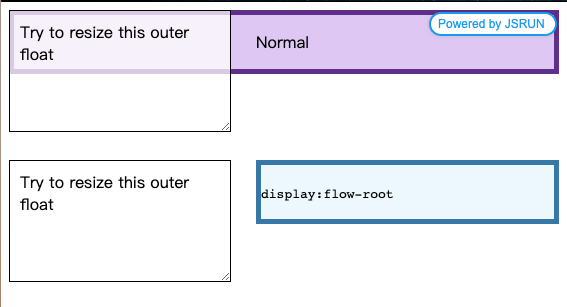 Try to resize this outer
float
Normal
Powered by JSRUN
Try to resize this outer
float
display:flow-root